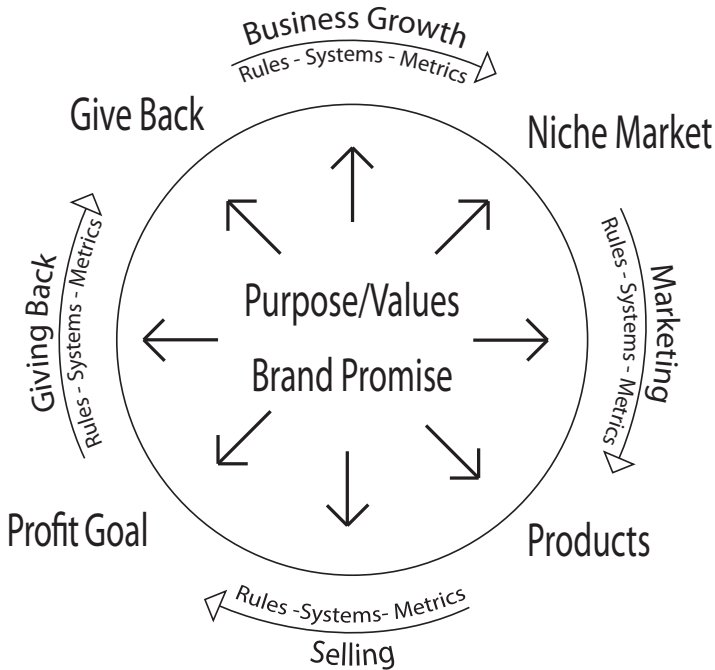 Business Growth
Rules - Systems - Metrics
Give Back
Niche Market
Giving Back
Rules - Systems - Metrics
Purpose/Values
Brand Promise
Marketing
Rules - Systems - Metrics
Profit Goal
Products
Rules -Systems- Metrics
Selling